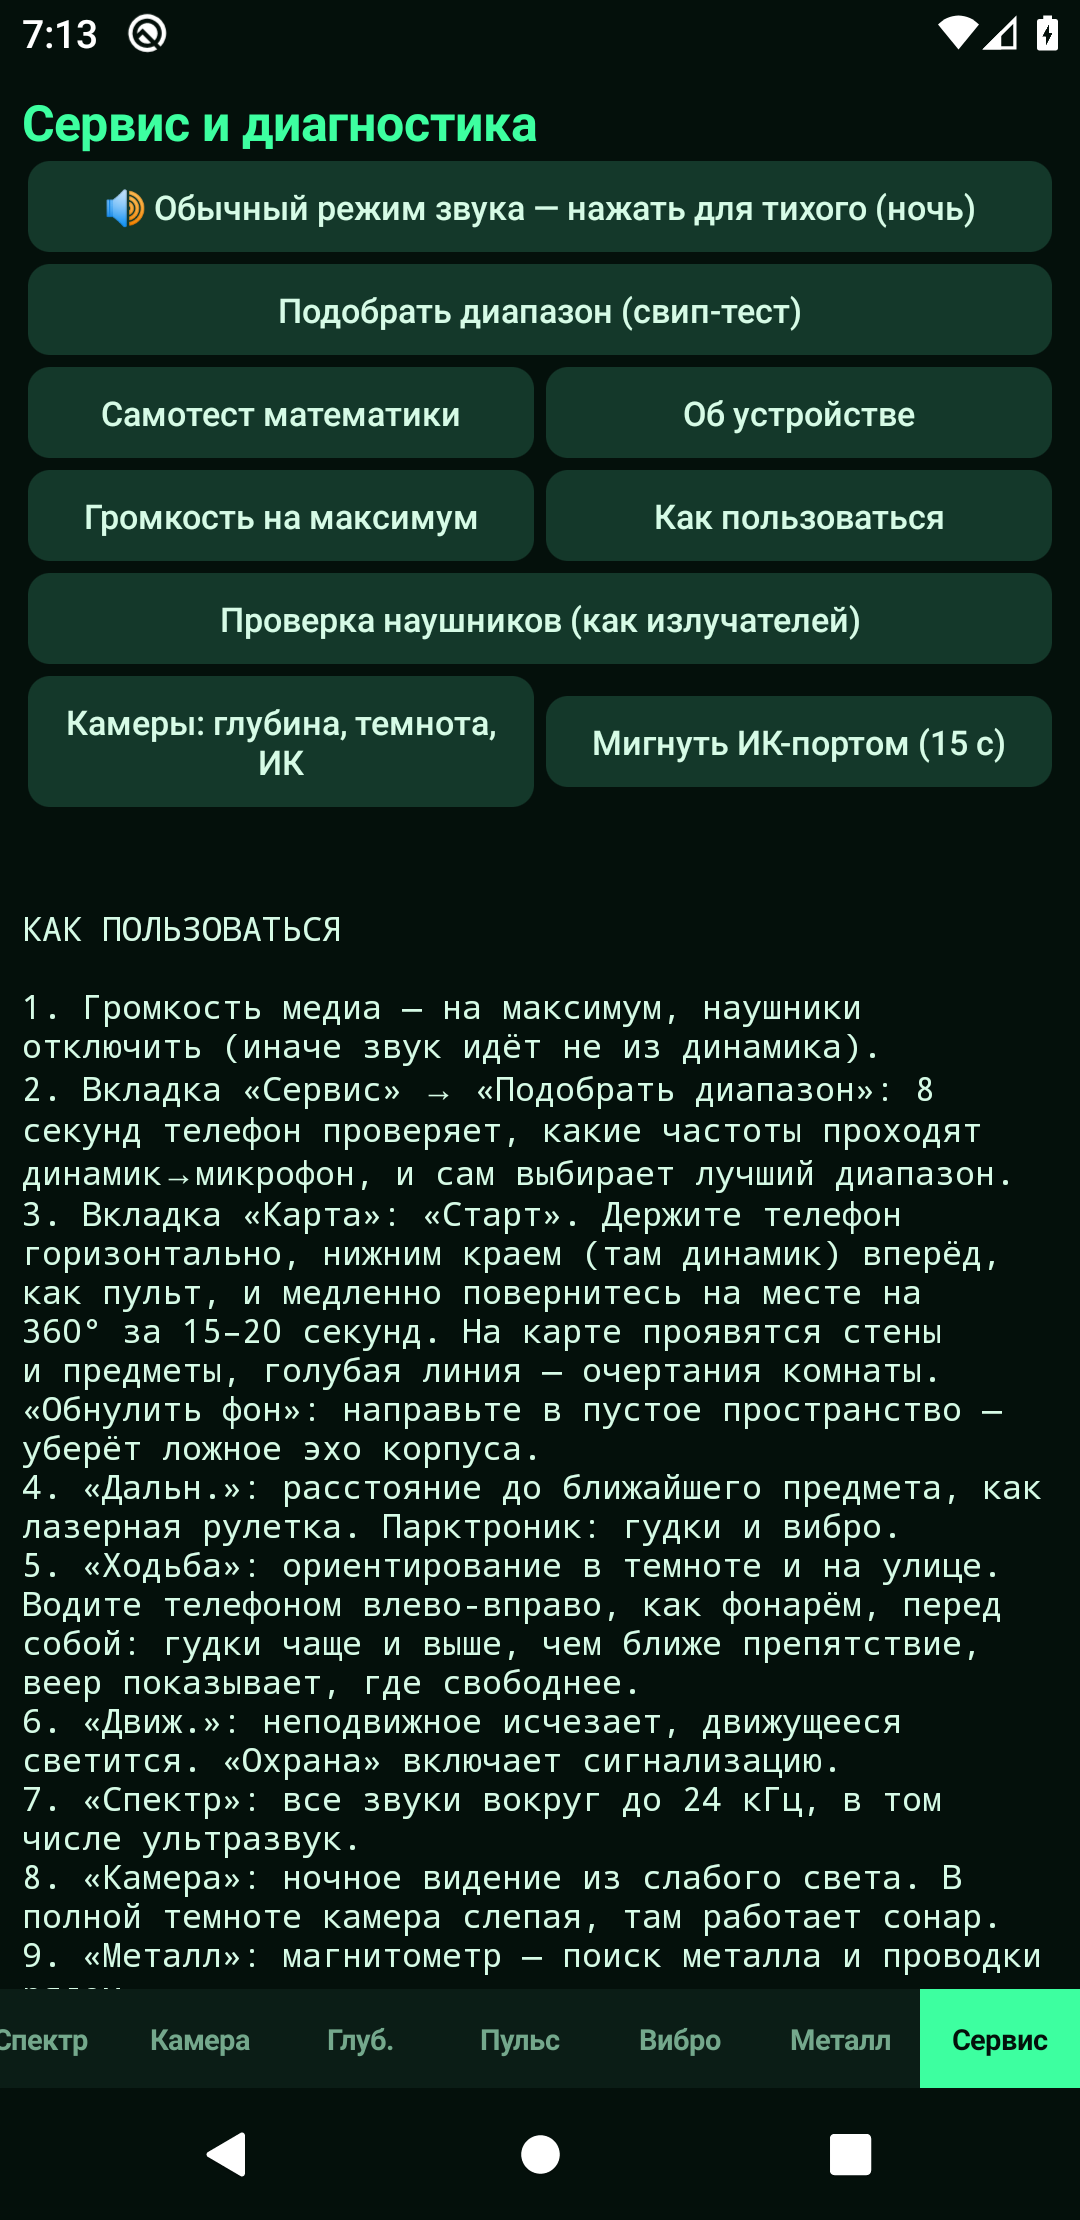 7:13
Сервис и диагностика
Обычный режим звука — нажать для тихого (ночь)
Подобрать диапазон (свип-тест)
Самотест математики
Об устройстве
Громкость на максимум
Как пользоваться
Проверка наушников (как излучателей)
Камеры: глубина, темнота,
ИК
Мигнуть ИК-портом (15 с)
КАК ПОЛЬЗОВАТЬСЯ
1. Громкость медиа — на максимум, наушники
отключить (иначе звук идёт не из динамика).
2. Вкладка «Сервис» → «Подобрать диапазон»: 8
секунд телефон проверяет, какие частоты проходят
динамик→микрофон, и сам выбирает лучший диапазон.
3. Вкладка «Карта»: «Старт». Держите телефон
горизонтально, нижним краем (там динамик) вперёд,
как пульт, и медленно повернитесь на месте на
360° за 15–20 секунд. На карте проявятся стены
и предметы, голубая линия — очертания комнаты.
«Обнулить фон»: направьте в пустое пространство —
уберёт ложное эхо корпуса.
4. «Дальн.»: расстояние до ближайшего предмета, как
лазерная рулетка. Парктроник: гудки и вибро.
5. «Ходьба»: ориентирование в темноте и на улице.
Водите телефоном влево-вправо, как фонарём, перед
собой: гудки чаще и выше, чем ближе препятствие,
веер показывает, где свободнее.
6. «Движ.»: неподвижное исчезает, движущееся
светится. «Охрана» включает сигнализацию.
7. «Спектр»: все звуки вокруг до 24 кГц, в том
числе ультразвук.
8. «Камера»: ночное видение из слабого света. В
полной темноте камера слепая, там работает сонар.
9. «Металл»: магнитометр — поиск металла и проводки
Спектр
Камера
Глуб.
Пульс
Вибро
Металл
Сервис